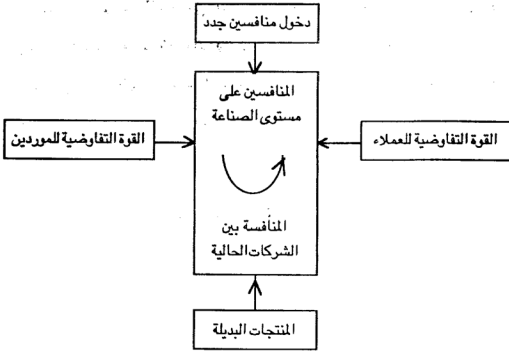 دخول منافسين جدد
المنافسين على
مستوى الصناعة
القوة التفاوضية للعملاء
القوة التفاوضية للموردين
المنافسة بين
الشركات الحالية
المنتجات البديلة